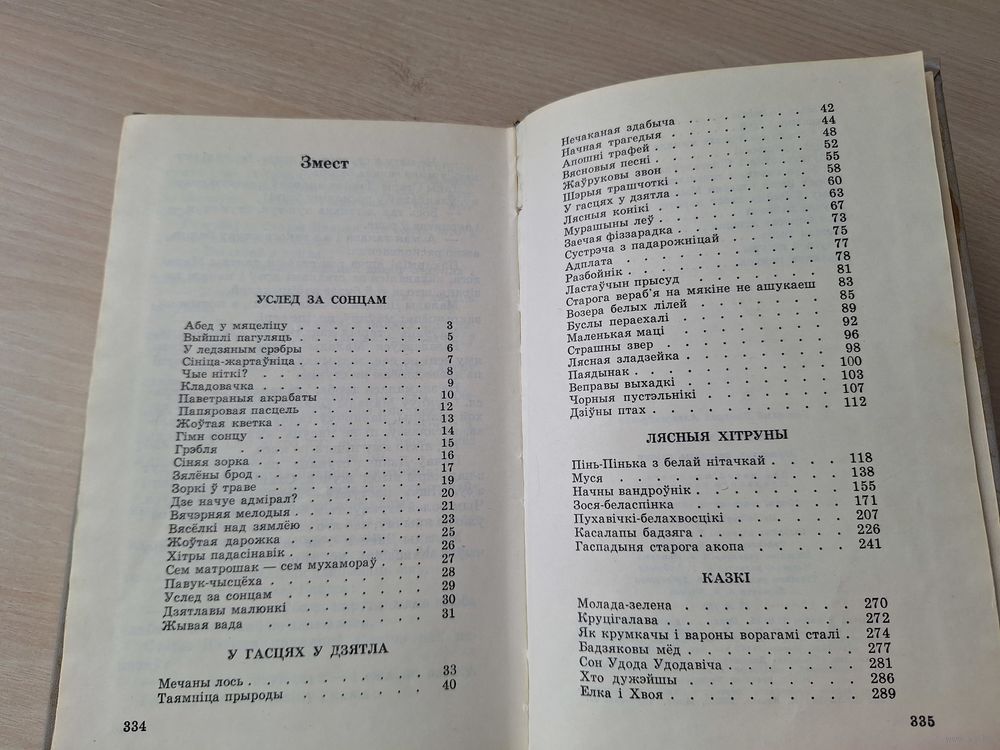 Змест
УСЛЕД ЗА СОНЦАМ
Абед у мяцеліцу . . . . . . . . 3
Выйшлі пагуляць . . . . . . . . 5
У ледзяным срэбры . . . . . . . 6
Сініца-жартаўніца . . . . . . . . 7
Чые ніткі? . . . . . . . . . 8
Кладовачка . . . . . . . . . 9
Паветраныя акрабаты . . . . . . . 10
Папяровая пасцель . . . . . . . . 12
Жоўтая кветка . . . . . . . . . 13
Гімн сонцу . . . . . . . . . 14
Грэбля . . . . . . . . . . 15
Сіняя зорка . . . . . . . . . 16
Зялёны брод . . . . . . . . . 17
Зоркі ў траве . . . . . . . . . 19
Дзе начуе адмірал? . . . . . . . 20
Вячэрняя мелодыя . . . . . . . . 21
Вясёлкі над зямлёю . . . . . . . 23
Жоўтая дарожка . . . . . . . . 25
Хітры падасінавік . . . . . . . . 26
Сем матрошак — сем мухамораў . . . . 27
Павук-чысцёха . . . . . . . . 28
Услед за сонцам . . . . . . . . 29
Дзятлавы малюнкі . . . . . . . 30
Жывая вада . . . . . . . . . 31
У ГАСЦЯХ У ДЗЯТЛА
Мечаны лось . . . . . . . . . 33
Таямніца прыроды . . . . . . . . 40
334
Нечаканая здабыча . . . . . . . 42
Начная трагедыя . . . . . . . . 44
Апошні трафей . . . . . . . . 48
Вясновыя песні . . . . . . . . 52
Жаўруковы звон . . . . . . . . 55
Шэрыя трашчоткі . . . . . . . . 58
У гасцях у дзятла . . . . . . . . 60
Лясныя конікі . . . . . . . . 63
Мурашыны леў . . . . . . . . 67
Заечая фіззарадка . . . . . . . . 73
Сустрэча з падарожніцай . . . . . . 75
Адплата . . . . . . . . . . 77
Разбойнік . . . . . . . . . 78
Ластаўчын прысуд . . . . . . . 81
Старога вераб'я на мякіне не ашукаеш 83
Возера белых лілей . . . . . . . 85
Буслы пераехалі . . . . . . . . 89
Маленькая маці . . . . . . . . 92
Страшны звер . . . . . . . . 96
Лясная зладзейка . . . . . . . . 98
Паядынак . . . . . . . . . 100
Веправы выхадкі . . . . . . . . 103
Чорныя пустэльнікі . . . . . . . 107
Дзіўны птах . . . . . . . . . 112
ЛЯСНЫЯ ХІТРУНЫ
Пінь-Пінька з белай нітачкай . . . . 118
Муся . . . . . . . . . . 138
Начны вандроўнік . . . . . . . . 155
Зося-беласпінка . . . . . . . . 171
Пухавічкі-белахвосцікі . . . . . . 207
Касалапы бадзяга . . . . . . . . 226
Гаспадыня старога акопа . . . . . 241
КАЗКІ
Молада-зелена . . . . . . . . 270
Круцігалава . . . . . . . . . 272
Як крумкачы і вароны ворагамі сталі . 274
Бадзяковы мёд . . . . . . . . 277
Сон Удода Удодавіча . . . . . . . 281
Хто дужэйшы . . . . . . . . 286
Елка і Хвоя . . . . . . . . . 289
335